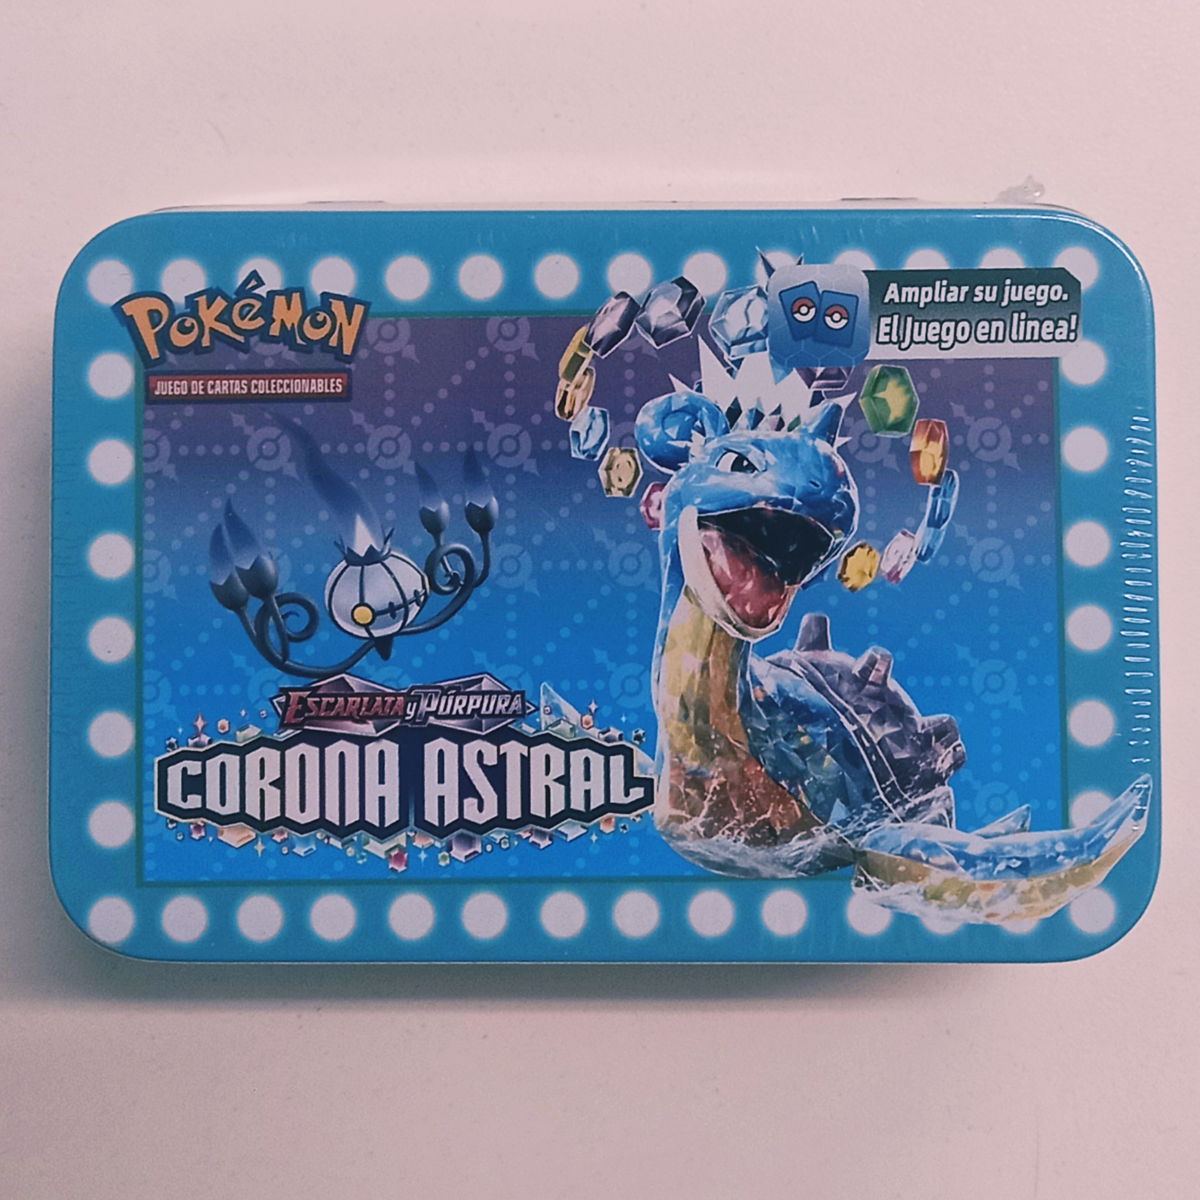 POKéMON
JUEGO DE CARTAS COLECCIONABLES
Ampliar su juego.
El Juego en linea!
ESCARLATA y PÚRPURA
CORONA ASTRAL